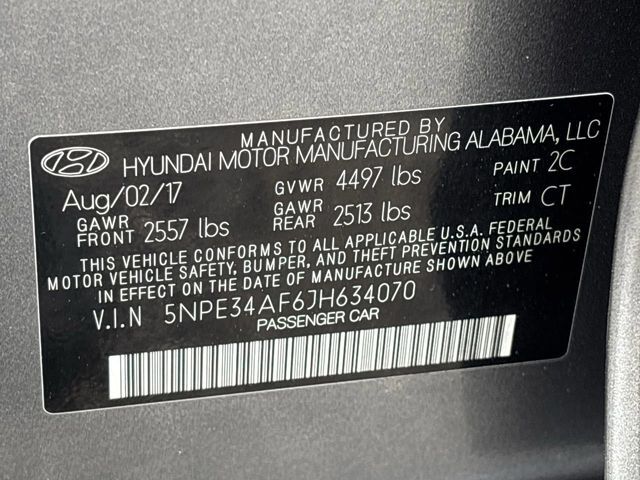 MANUFACTURED BY
HYUNDAI MOTOR MANUFACTURING ALABAMA, LLC
Aug/02/17 GVWR 4497 lbs PAINT 2C
GAWR FRONT 2557 lbs GAWR REAR 2513 lbs TRIM CT
THIS VEHICLE CONFORMS TO ALL APPLICABLE U.S.A. FEDERAL
MOTOR VEHICLE SAFETY, BUMPER, AND THEFT PREVENTION STANDARDS
IN EFFECT ON THE DATE OF MANUFACTURE SHOWN ABOVE
V.I.N 5NPE34AF6JH634070
PASSENGER CAR